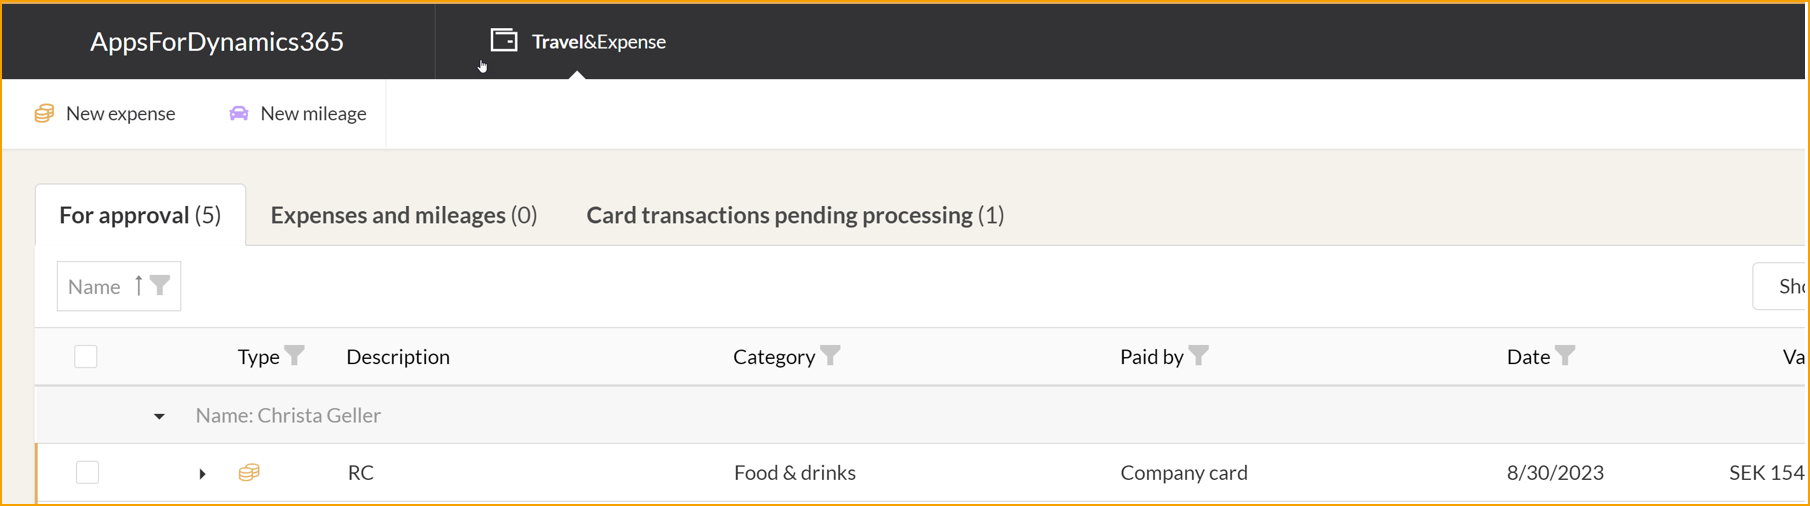 AppsForDynamics365 Travel&Expense
New expense New mileage
For approval (5) Expenses and mileages (0) Card transactions pending processing (1)
Name ↑ Sho
Type Description Category Paid by Date Va
Name: Christa Geller
RC Food & drinks Company card 8/30/2023 SEK 154